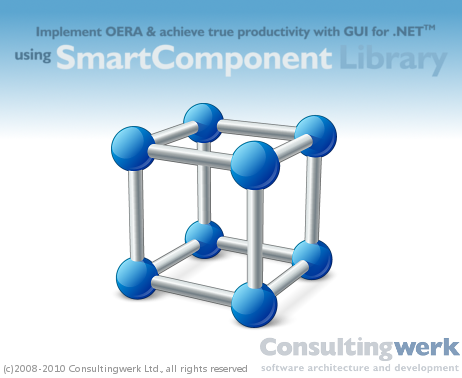 Implement OERA & achieve true productivity with GUI for .NET™
using SmartComponent Library
Consultingwerk
software architecture and development
(c)2008-2010 Consultingwerk Ltd., all rights reserved